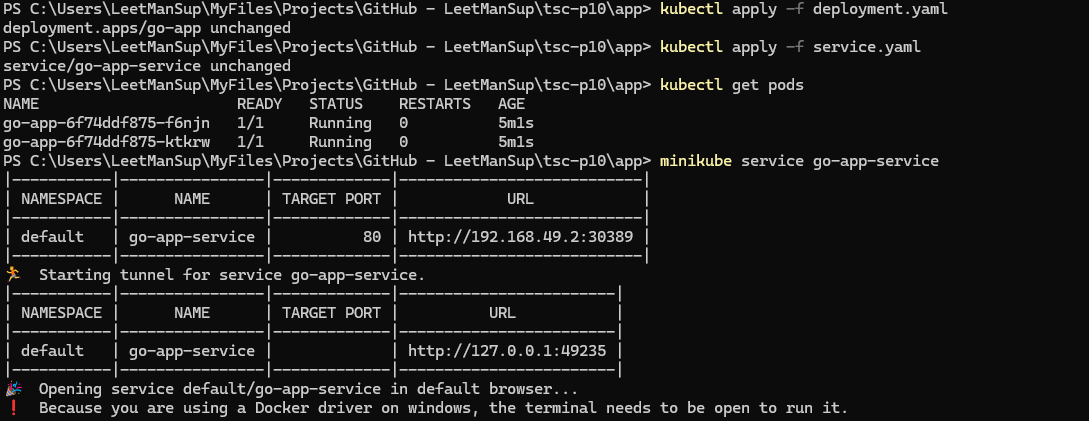 PS C:\Users\LeetManSup\MyFiles\Projects\GitHub - LeetManSup\tsc-p10\app> kubectl apply -f deployment.yaml
deployment.apps/go-app unchanged
PS C:\Users\LeetManSup\MyFiles\Projects\GitHub - LeetManSup\tsc-p10\app> kubectl apply -f service.yaml
service/go-app-service unchanged
PS C:\Users\LeetManSup\MyFiles\Projects\GitHub - LeetManSup\tsc-p10\app> kubectl get pods
NAME                      READY   STATUS    RESTARTS   AGE
go-app-6f74ddf875-f6njn   1/1     Running   0          5m1s
go-app-6f74ddf875-ktkrw   1/1     Running   0          5m1s
PS C:\Users\LeetManSup\MyFiles\Projects\GitHub - LeetManSup\tsc-p10\app> minikube service go-app-service
|-----------|----------------|-------------|---------------------------|
| NAMESPACE |      NAME      | TARGET PORT |            URL            |
|-----------|----------------|-------------|---------------------------|
| default   | go-app-service |          80 | http://192.168.49.2:30389 |
|-----------|----------------|-------------|---------------------------|
🏃  Starting tunnel for service go-app-service.
|-----------|----------------|-------------|------------------------|
| NAMESPACE |      NAME      | TARGET PORT |          URL           |
|-----------|----------------|-------------|------------------------|
| default   | go-app-service |             | http://127.0.0.1:49235 |
|-----------|----------------|-------------|------------------------|
🎉  Opening service default/go-app-service in default browser...
❗  Because you are using a Docker driver on windows, the terminal needs to be open to run it.